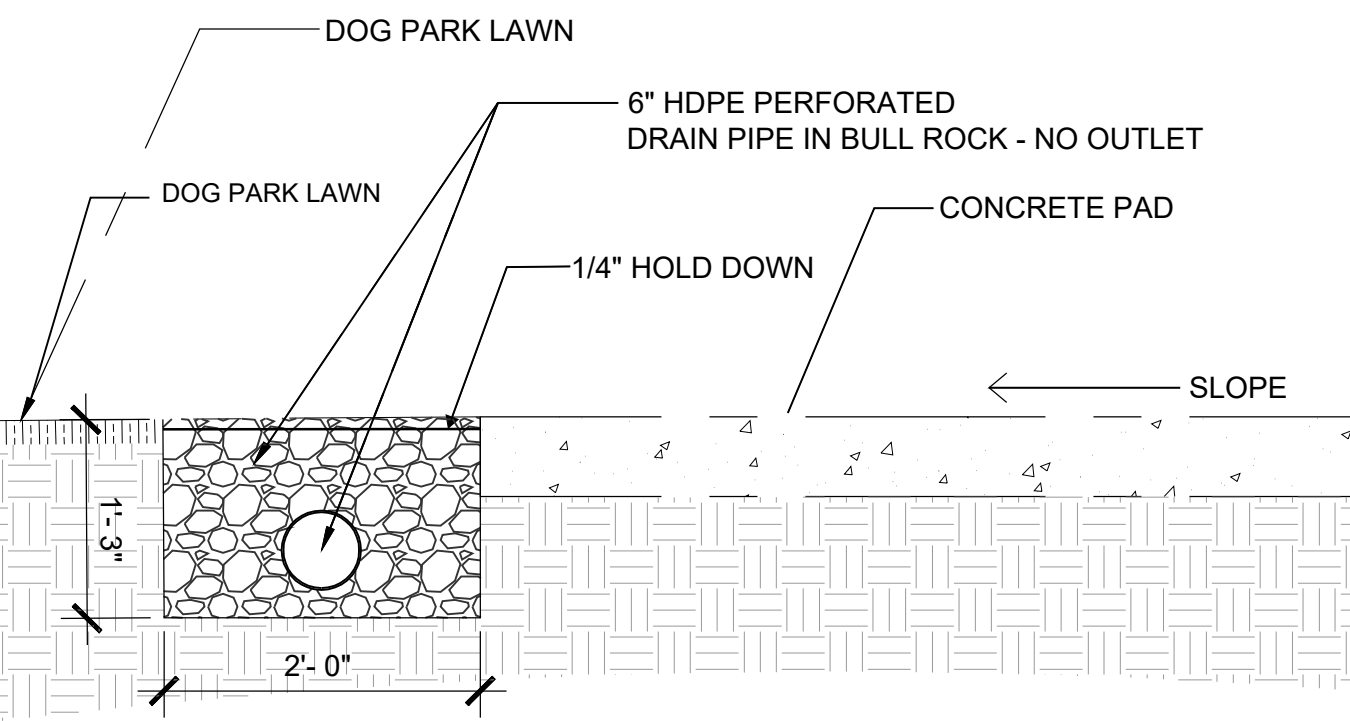 DOG PARK LAWN
6" HDPE PERFORATED
DRAIN PIPE IN BULL ROCK - NO OUTLET
DOG PARK LAWN
CONCRETE PAD
1/4" HOLD DOWN
SLOPE
1'- 3"
2'- 0"